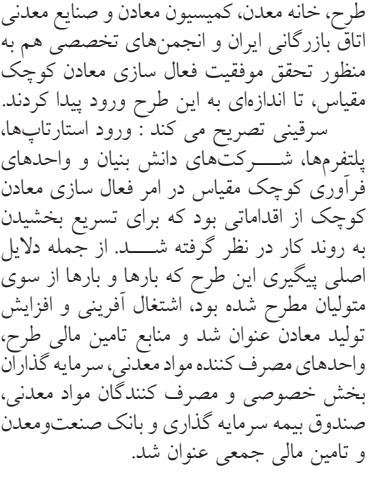 طرح، خانه معدن، کمیسیون معادن و صنایع معدنی
اتاق بازرگانی ایران و انجمن‌های تخصصی هم به
منظور تحقق موفقیت فعال سازی معادن کوچک
مقیاس، تا اندازه‌ای به این طرح ورود پیدا کردند.
سرقینی تصریح می کند : ورود استارتاپ‌ها،
پلتفرم‌ها، شــــرکت‌های دانش بنیان و واحدهای
فرآوری کوچک مقیاس در امر فعال سازی معادن
کوچک از اقداماتی بود که برای تسریع بخشیدن
به روند کار در نظر گرفته شــــد. از جمله دلایل
اصلی پیگیری این طرح که بارها و بارها از سوی
متولیان مطرح شده بود، اشتغال آفرینی و افزایش
تولید معادن عنوان شد و منابع تامین مالی طرح،
واحدهای مصرف کننده مواد معدنی، سرمایه گذاران
بخش خصوصی و مصرف کنندگان مواد معدنی،
صندوق بیمه سرمایه گذاری و بانک صنعت‌ومعدن
و تامین مالی جمعی عنوان شد.